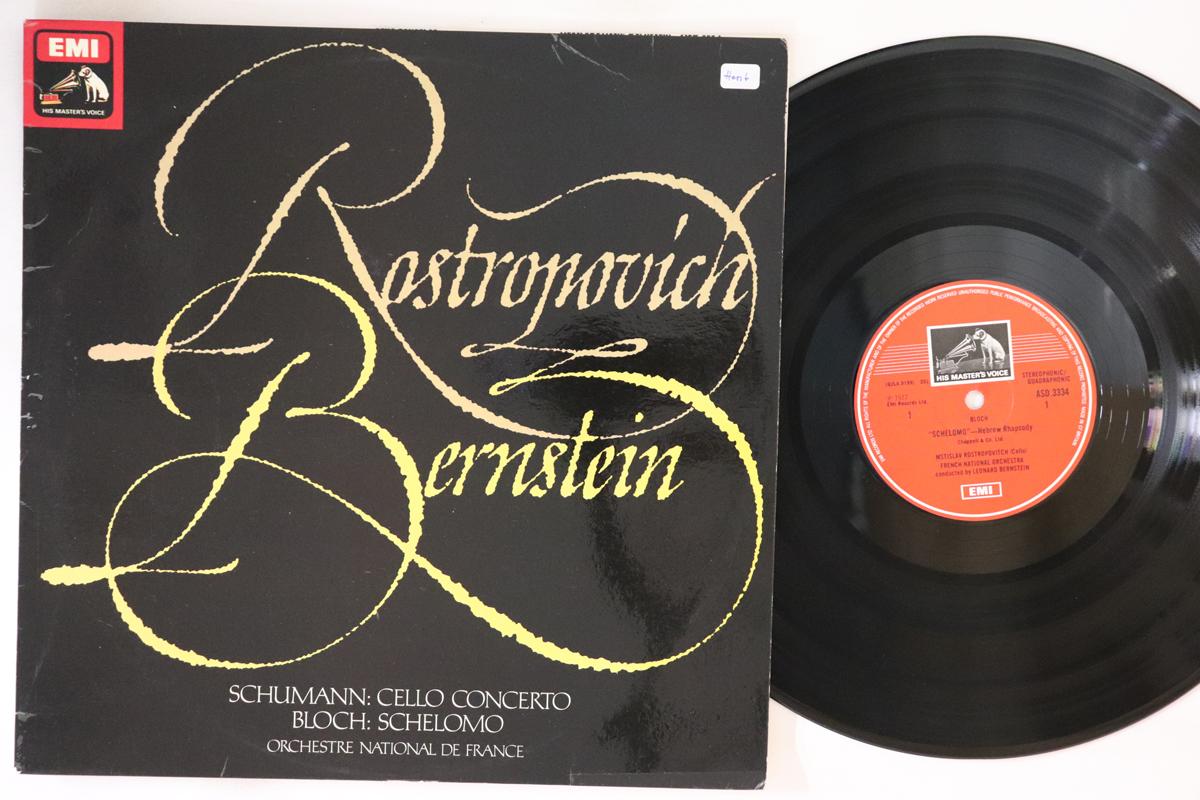 EMI
HIS MASTER'S VOICE
Rostropovich
Bernstein
SCHUMANN: CELLO CONCERTO
BLOCH: SCHELOMO
ORCHESTRE NATIONAL DE FRANCE
HIS MASTER'S VOICE
STEREOPHONIC/
QUADRAPHONIC
ASD 3334
1
℗ 1977
EMI Records Ltd.
1
BLOCH
"SCHELOMO"—Hebrew Rhapsody
Chappell & Co. Ltd
MSTISLAV ROSTROPOVITCH (Cello)
FRENCH NATIONAL ORCHESTRA
conducted by LEONARD BERNSTEIN
EMI